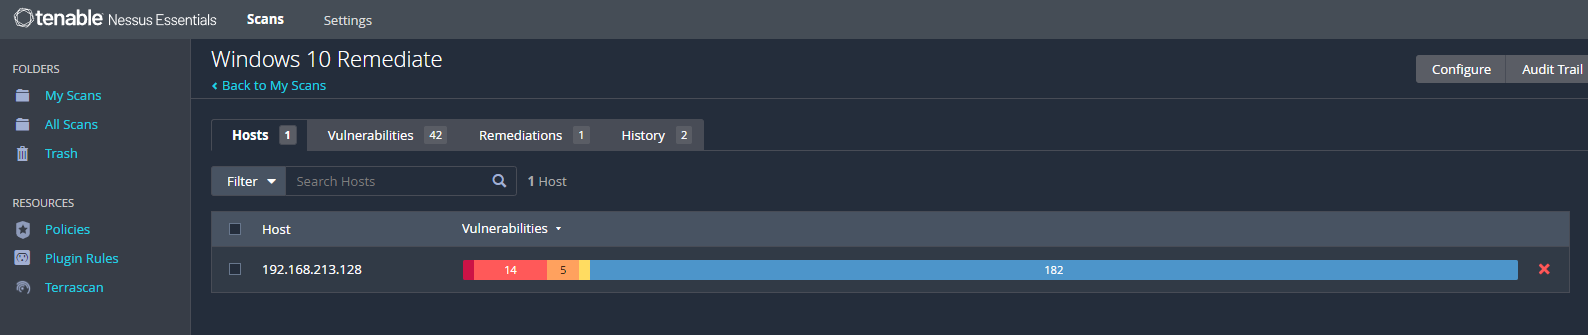 tenable Nessus Essentials Scans Settings
FOLDERS
My Scans
All Scans
Trash
RESOURCES
Policies
Plugin Rules
Terrascan
Windows 10 Remediate
Back to My Scans
Configure Audit Trail
Hosts 1 Vulnerabilities 42 Remediations 1 History 2
Filter Search Hosts 1 Host
Host Vulnerabilities
192.168.213.128 14 5 182